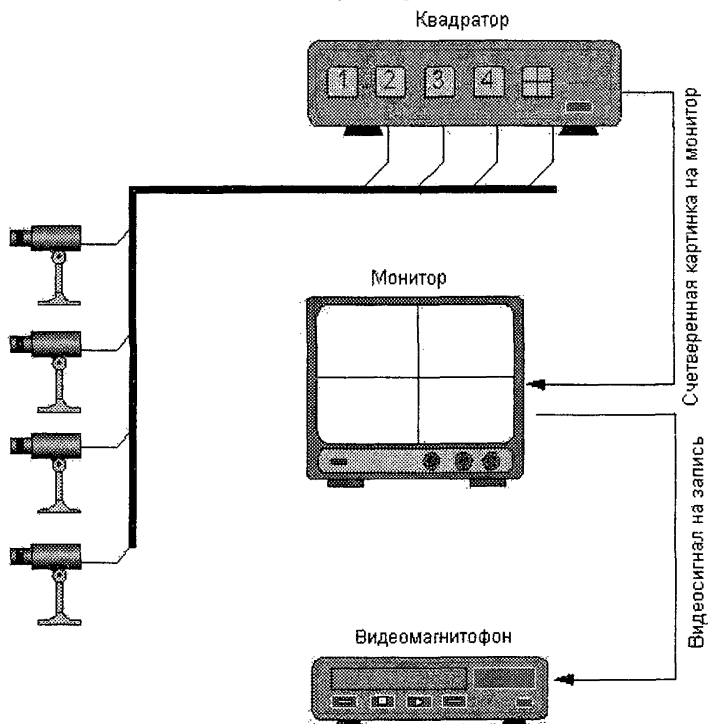 Квадратор
1 2 3 4
Счетверенная картинка на монитор
Монитор
Видеосигнал на запись
Видеомагнитофон